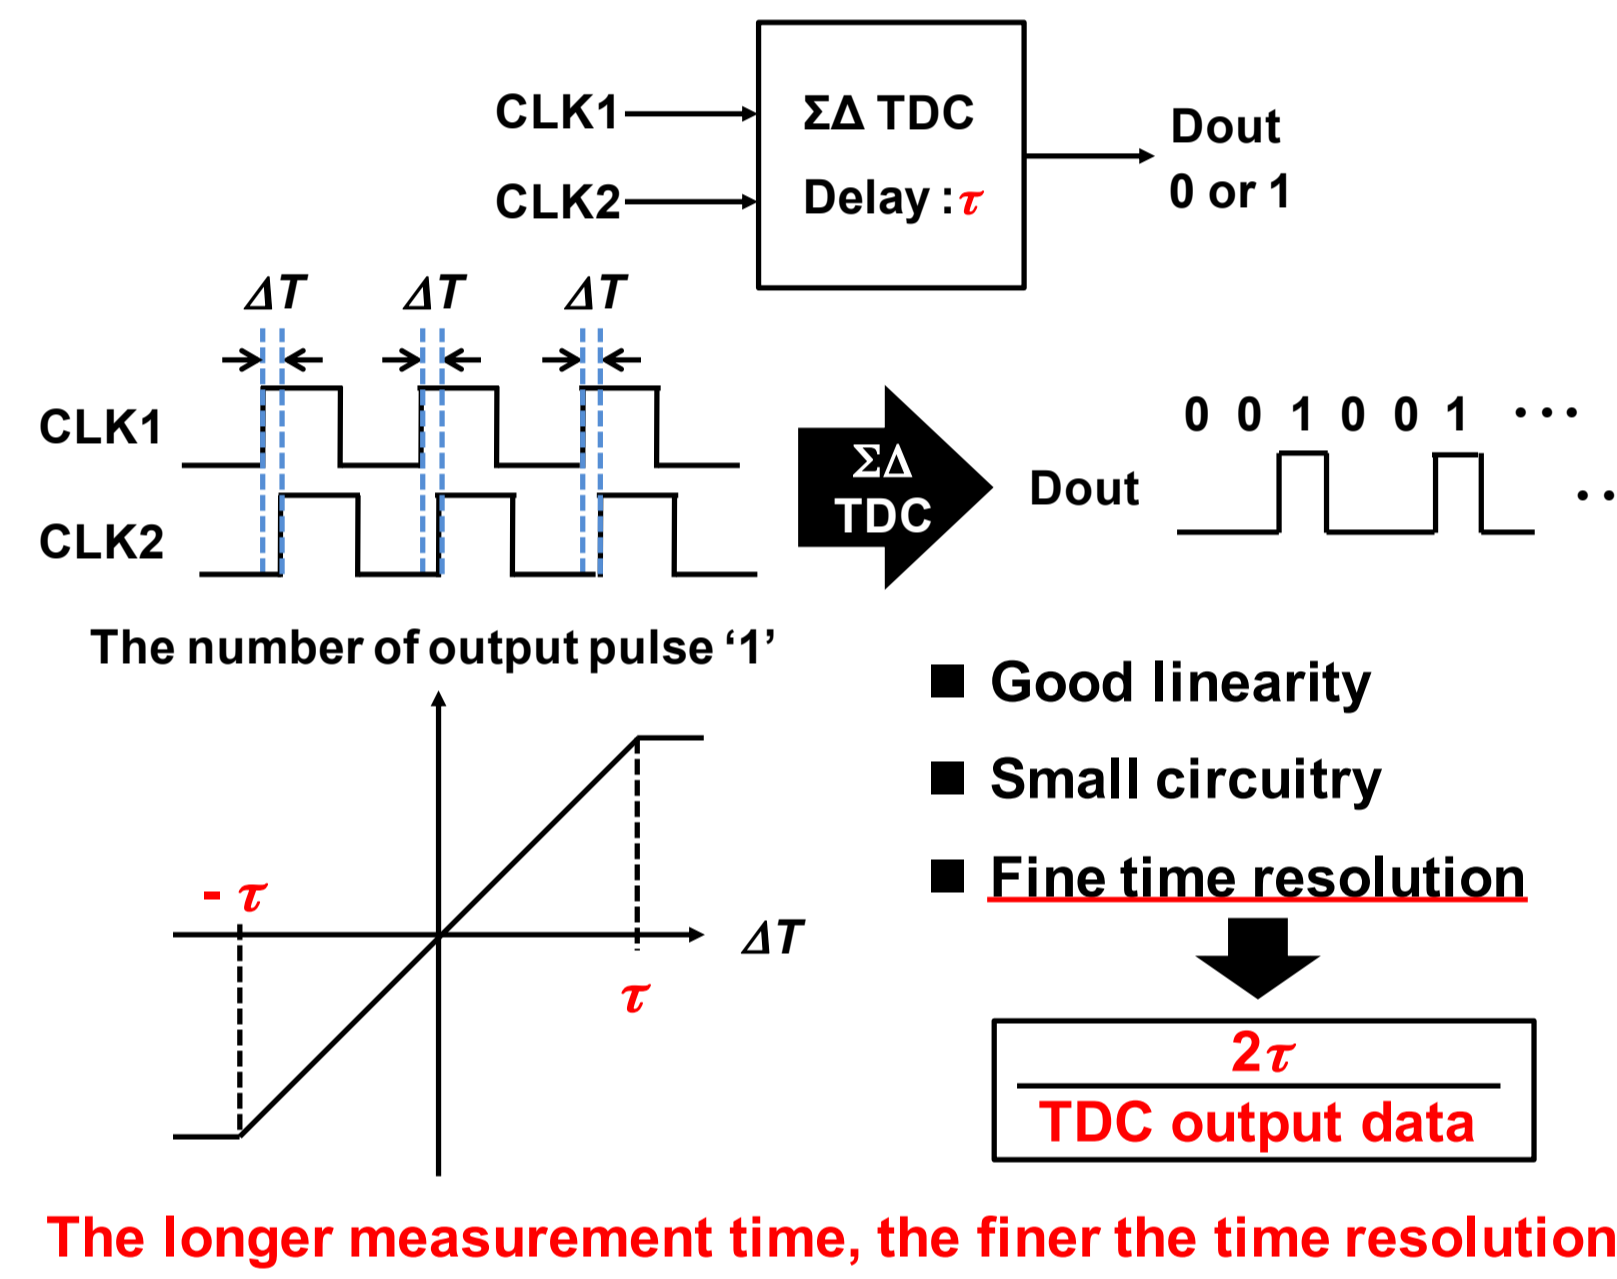 CLK1
CLK2
ΣΔ TDC
Delay : τ
Dout
0 or 1
ΔT ΔT ΔT
CLK1
CLK2
ΣΔ
TDC
0 0 1 0 0 1 ···
Dout
··
The number of output pulse ‘1’
- τ
ΔT
τ
■ Good linearity
■ Small circuitry
■ Fine time resolution
2τ
TDC output data
The longer measurement time, the finer the time resolution